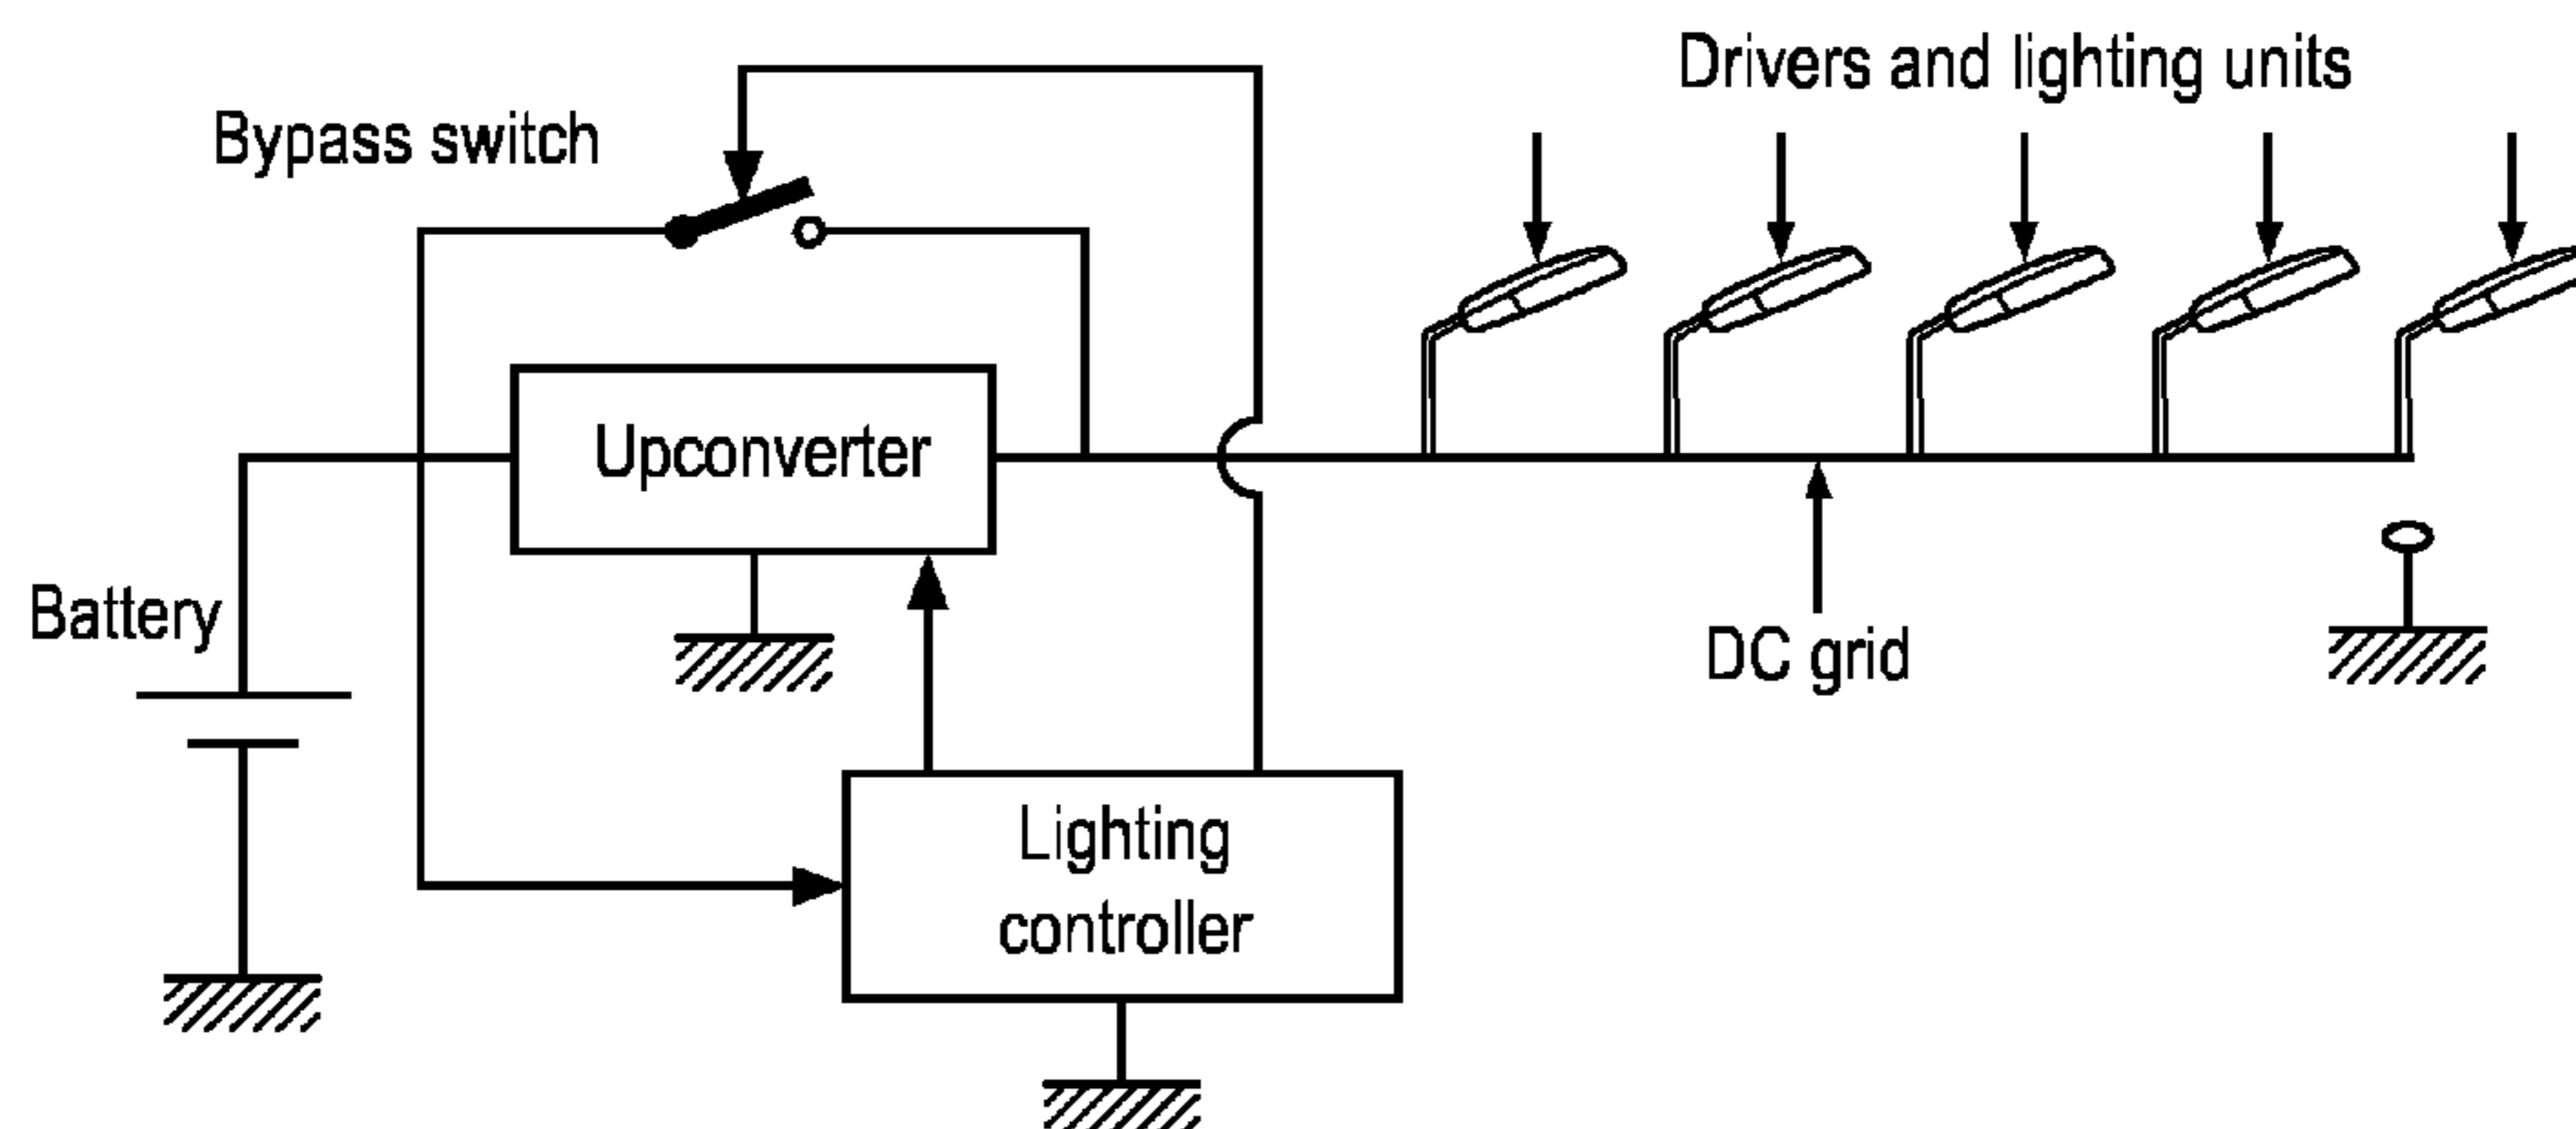 Drivers and lighting units
Bypass switch
Upconverter
Battery
DC grid
Lighting
controller